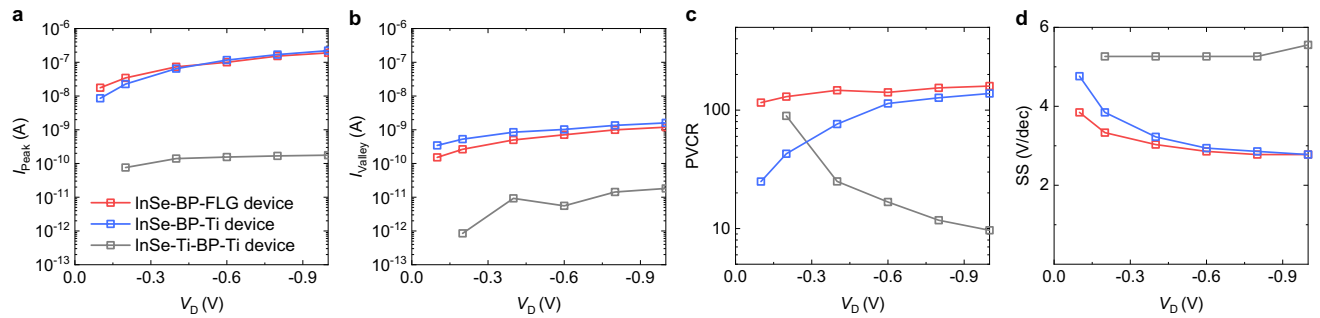 a
10⁻⁶
10⁻⁷
10⁻⁸
10⁻⁹
10⁻¹⁰
10⁻¹¹
10⁻¹²
10⁻¹³
I_Peak (A)
InSe-BP-FLG device
InSe-BP-Ti device
InSe-Ti-BP-Ti device
0.0 -0.3 -0.6 -0.9
V_D (V)
b
10⁻⁶
10⁻⁷
10⁻⁸
10⁻⁹
10⁻¹⁰
10⁻¹¹
10⁻¹²
10⁻¹³
I_Valley (A)
0.0 -0.3 -0.6 -0.9
V_D (V)
c
100
10
PVCR
0.0 -0.3 -0.6 -0.9
V_D (V)
d
6
4
2
SS (V/dec)
0.0 -0.3 -0.6 -0.9
V_D (V)